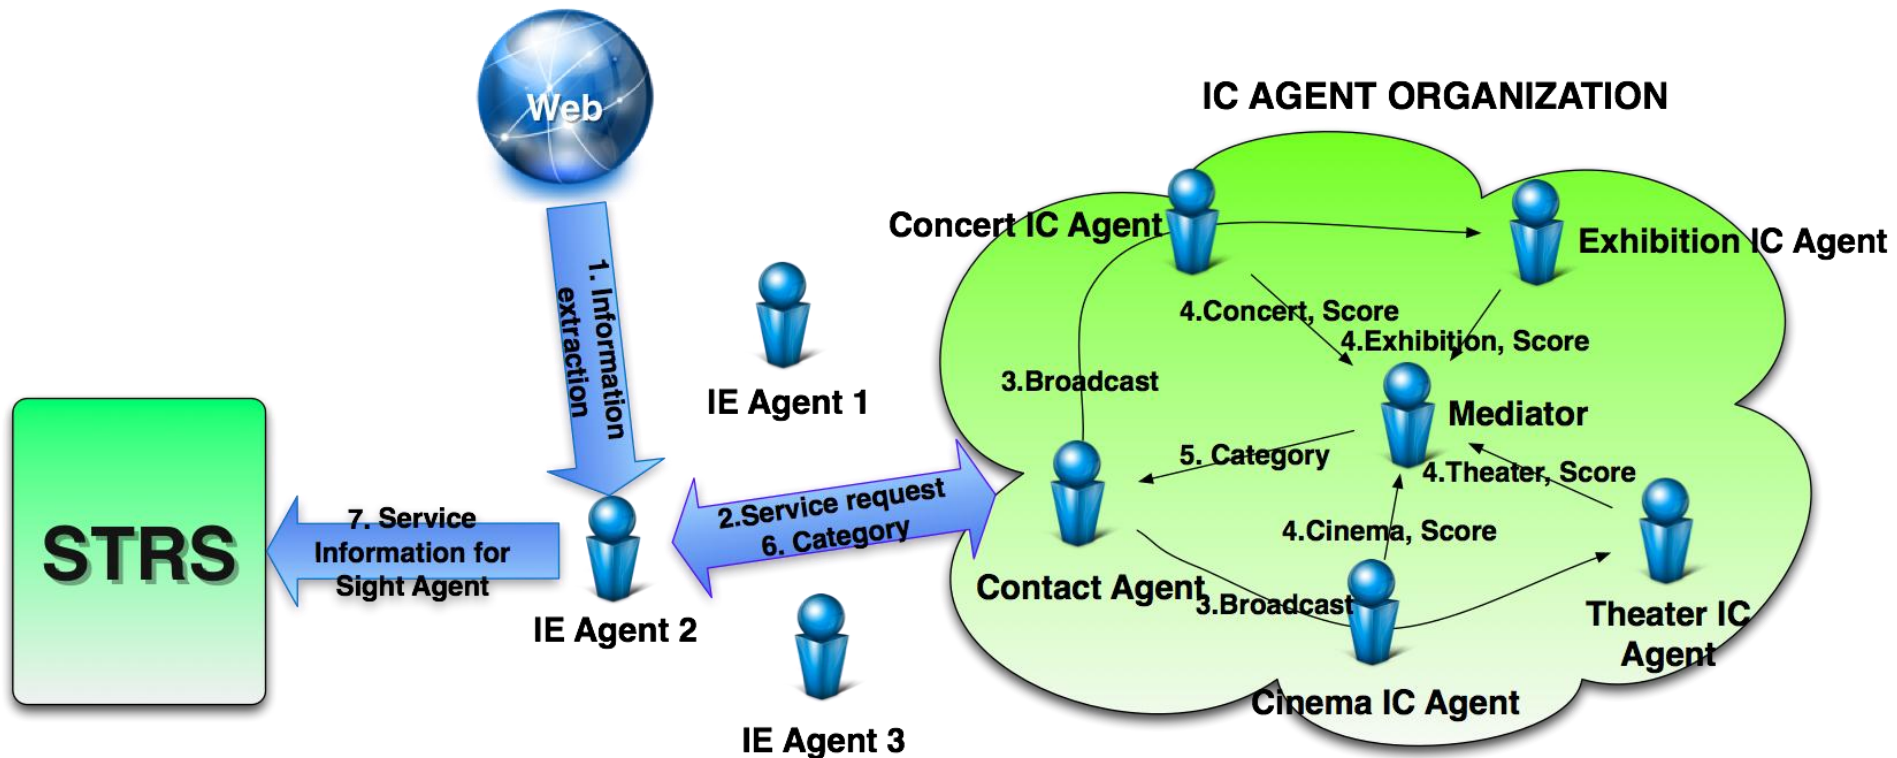 Web
IC AGENT ORGANIZATION
Concert IC Agent
Exhibition IC Agent
1. Information
extraction
4.Concert, Score
4.Exhibition, Score
IE Agent 1
3.Broadcast
Mediator
5. Category
4.Theater, Score
2.Service request
6. Category
STRS
7. Service
Information for
Sight Agent
4.Cinema, Score
Contact Agent
3.Broadcast
IE Agent 2
Theater IC
Agent
Cinema IC Agent
IE Agent 3